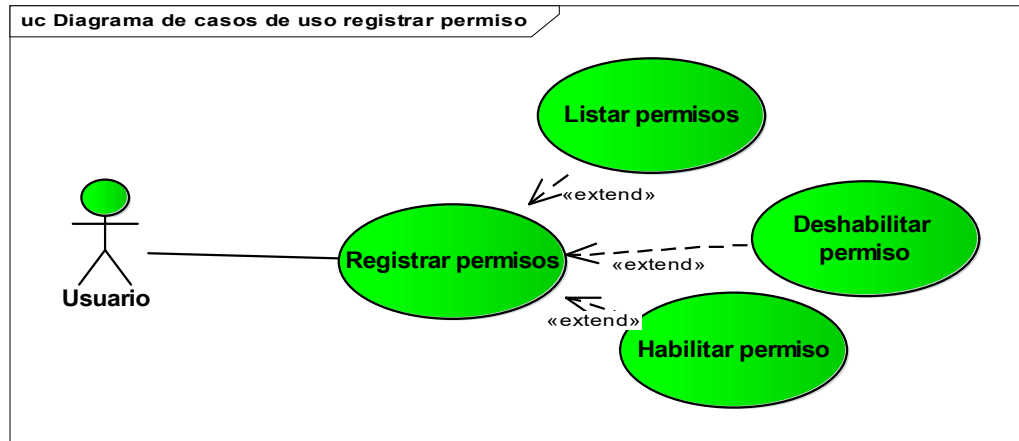 uc Diagrama de casos de uso registrar permiso
Listar permisos
«extend»
Deshabilitar
permiso
Registrar permisos
«extend»
Usuario
«extend»
Habilitar permiso